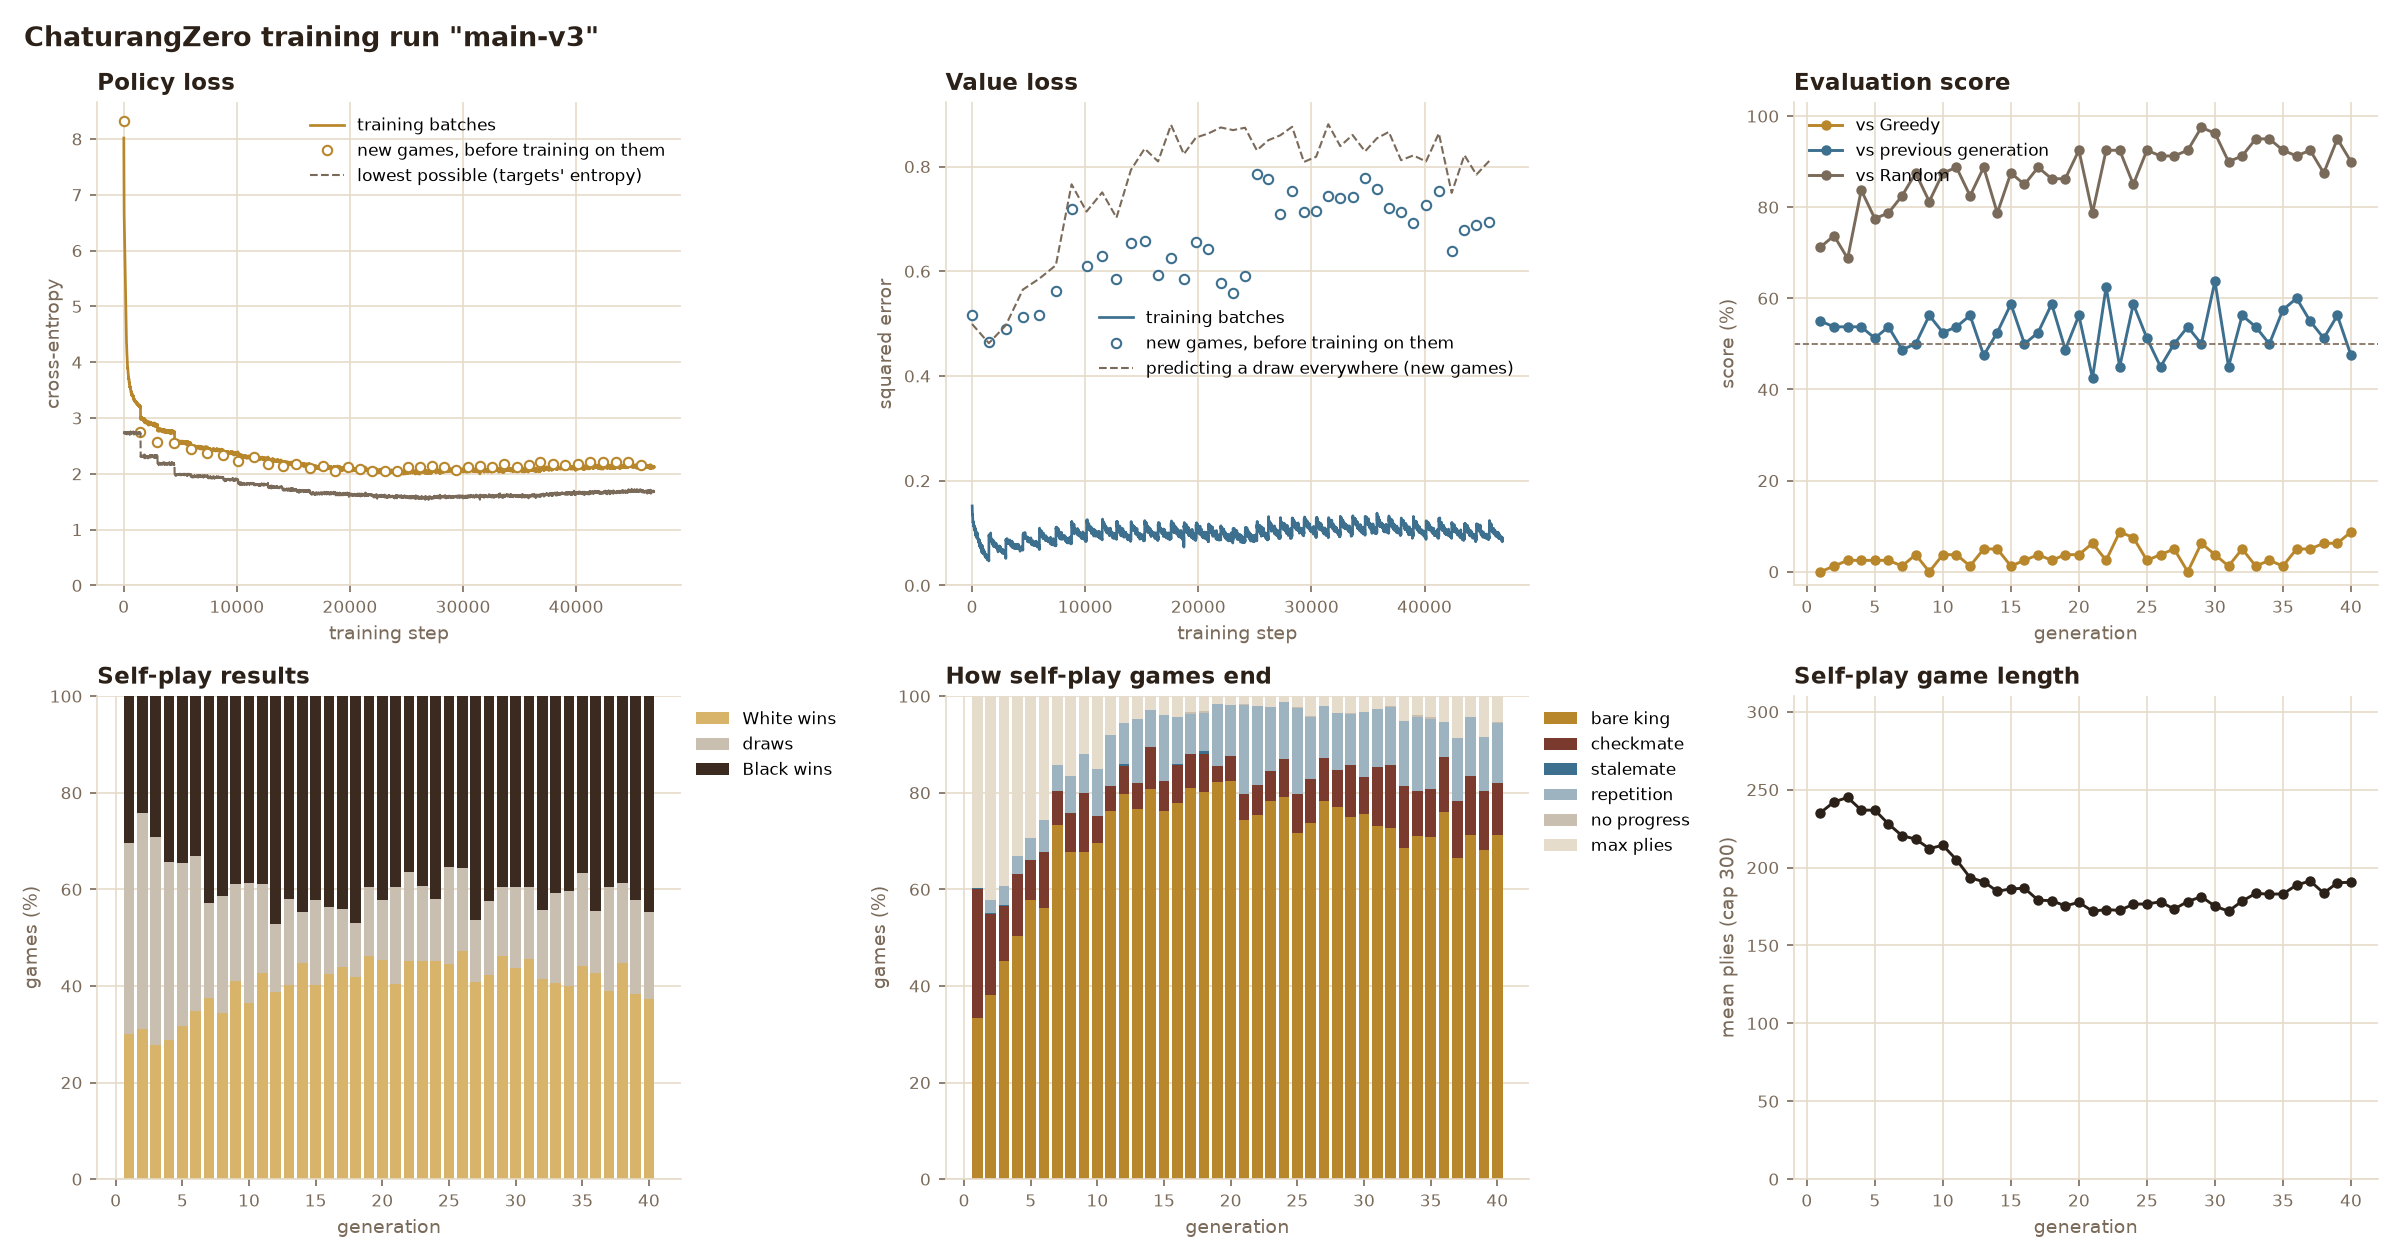 ChaturangZero training run "main-v3"
Policy loss
training batches
new games, before training on them
lowest possible (targets' entropy)
cross-entropy
8
7
6
5
4
3
2
1
0
0 10000 20000 30000 40000
training step
Value loss
training batches
new games, before training on them
predicting a draw everywhere (new games)
squared error
0.8
0.6
0.4
0.2
0.0
0 10000 20000 30000 40000
training step
Evaluation score
vs Greedy
vs previous generation
vs Random
score (%)
100
80
60
40
20
0
0 5 10 15 20 25 30 35 40
generation
Self-play results
White wins
draws
Black wins
games (%)
100
80
60
40
20
0
0 5 10 15 20 25 30 35 40
generation
How self-play games end
bare king
checkmate
stalemate
repetition
no progress
max plies
games (%)
100
80
60
40
20
0
0 5 10 15 20 25 30 35 40
generation
Self-play game length
mean plies (cap 300)
300
250
200
150
100
50
0
0 5 10 15 20 25 30 35 40
generation